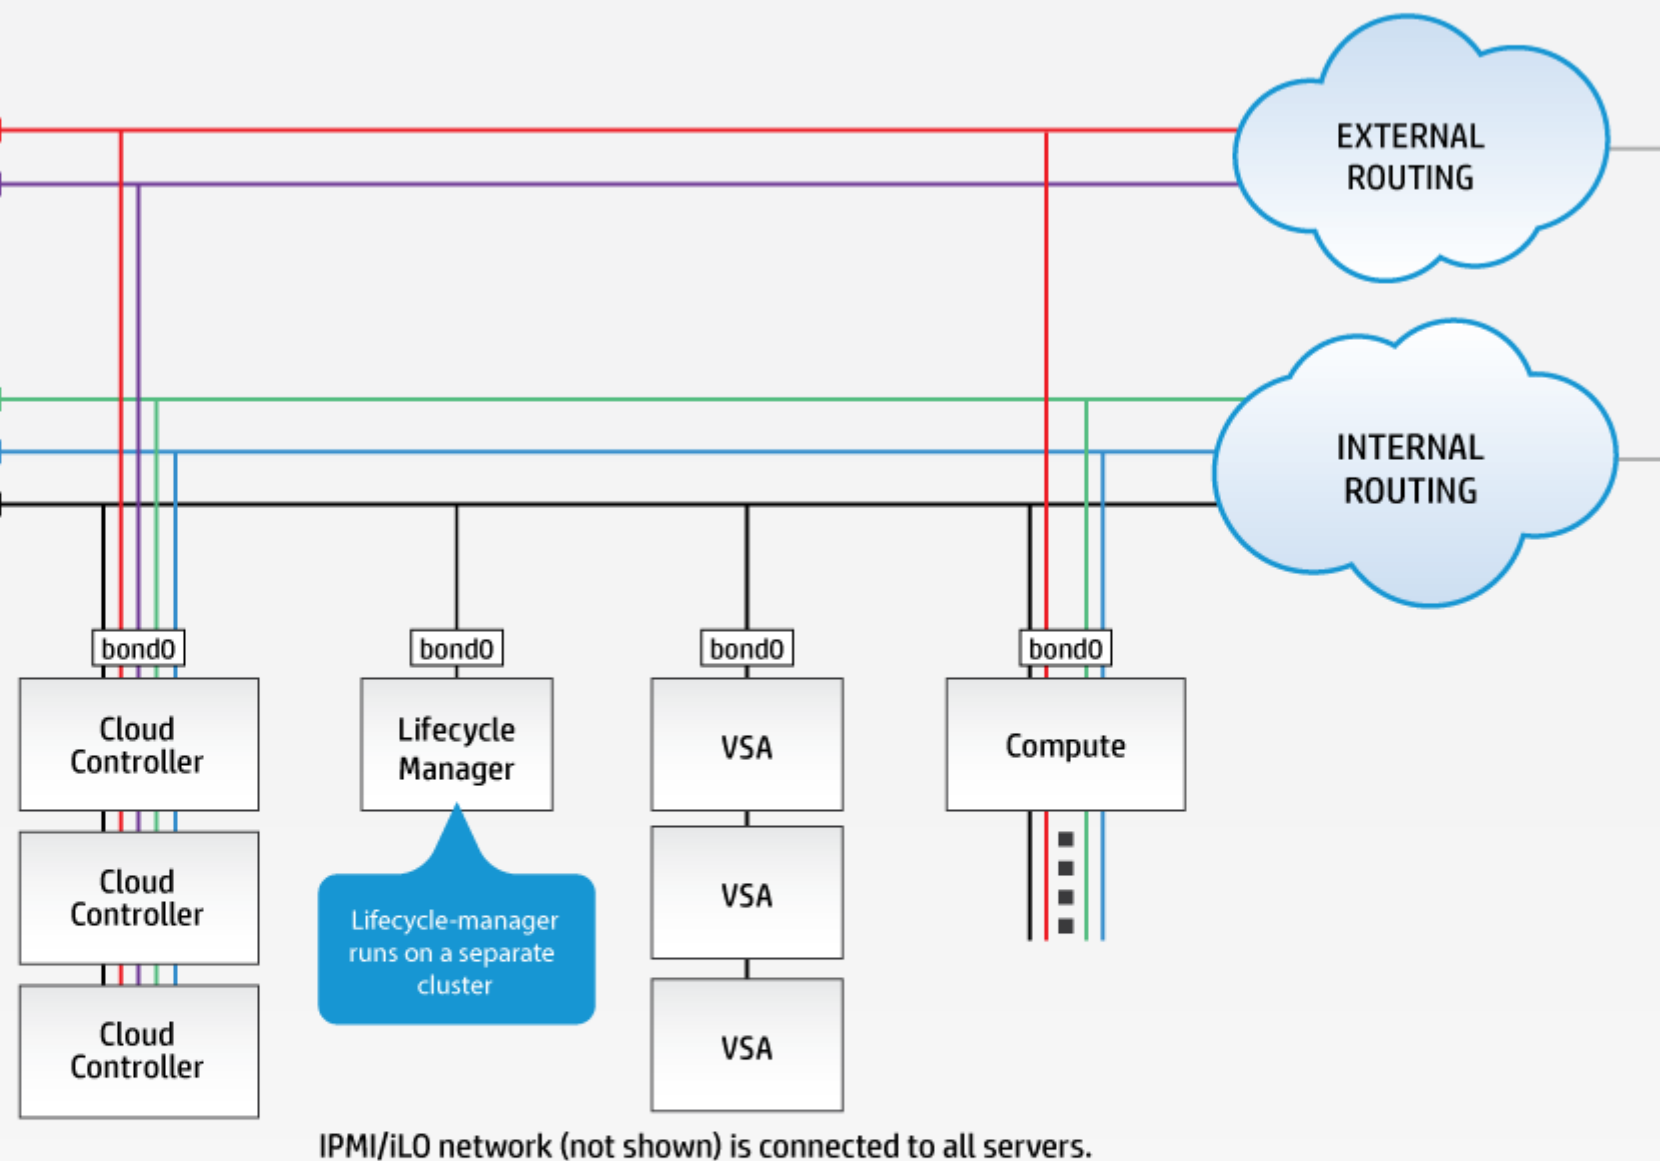 EXTERNAL
ROUTING
INTERNAL
ROUTING
bond0
bond0
bond0
bond0
Cloud
Controller
Lifecycle
Manager
VSA
Compute
Cloud
Controller
VSA
Lifecycle-manager
runs on a separate
cluster
Cloud
Controller
VSA
IPMI/iLO network (not shown) is connected to all servers.